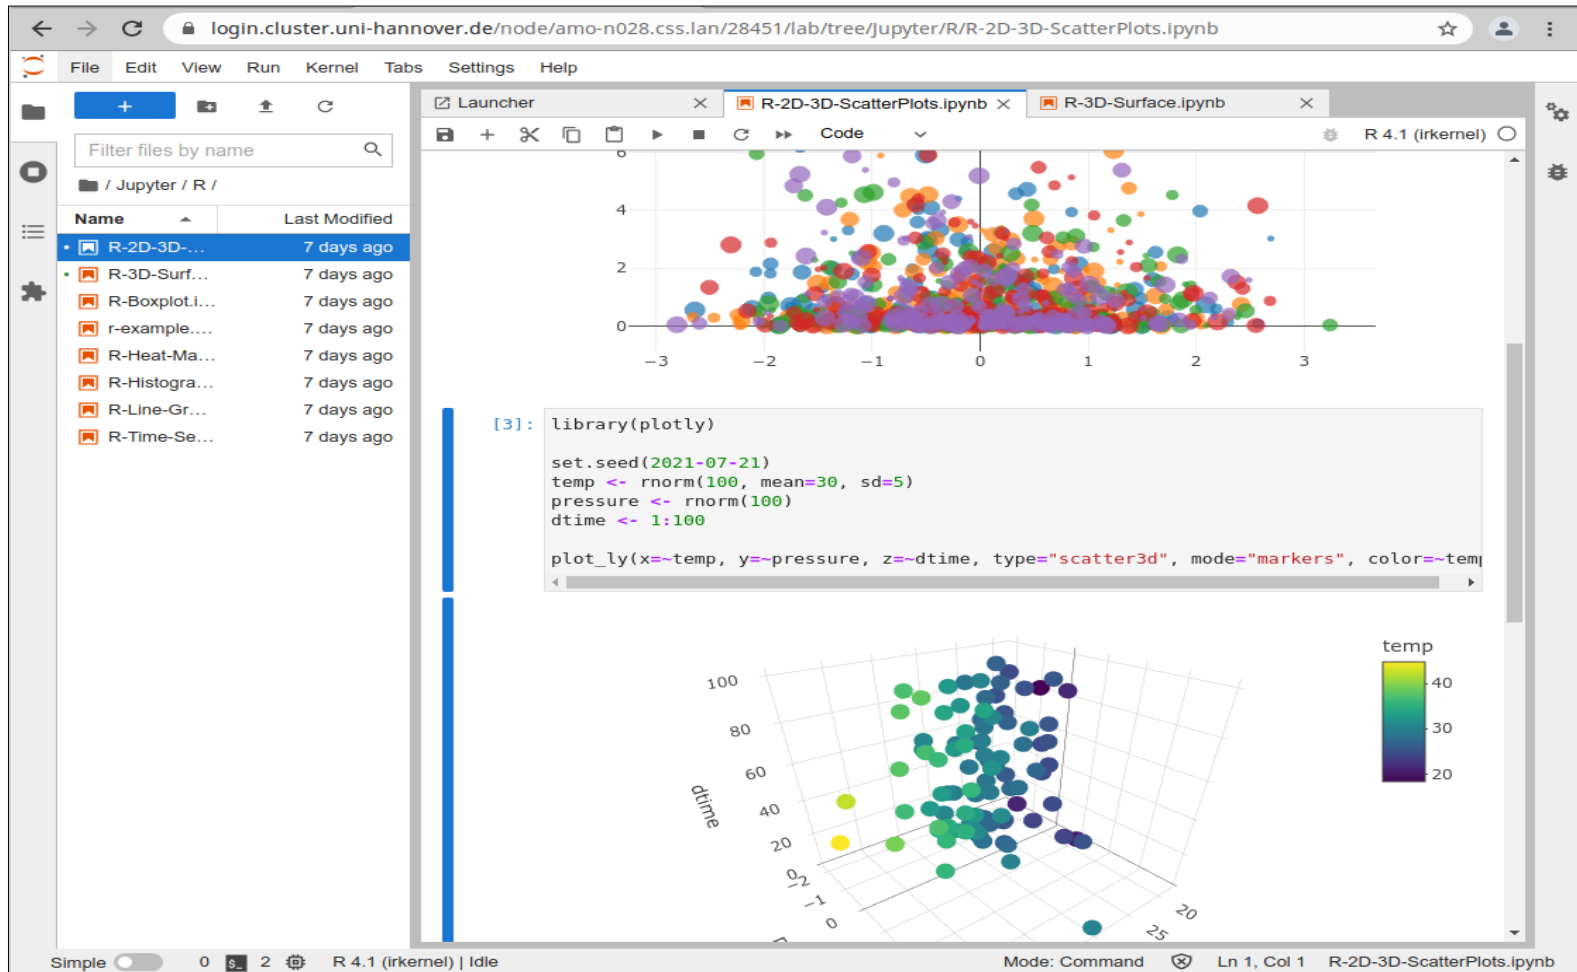 login.cluster.uni-hannover.de/node/amo-n028.css.lan/28451/lab/tree/Jupyter/R/R-2D-3D-ScatterPlots.ipynb
File Edit View Run Kernel Tabs Settings Help
+
Filter files by name
/ Jupyter / R /
Name Last Modified
R-2D-3D-... 7 days ago
R-3D-Surf... 7 days ago
R-Boxplot.i... 7 days ago
r-example.... 7 days ago
R-Heat-Ma... 7 days ago
R-Histogra... 7 days ago
R-Line-Gr... 7 days ago
R-Time-Se... 7 days ago
Launcher R-2D-3D-ScatterPlots.ipynb R-3D-Surface.ipynb
Code R 4.1 (irkernel)
6
4
2
0
−3 −2 −1 0 1 2 3
[3]: library(plotly)
set.seed(2021-07-21)
temp <- rnorm(100, mean=30, sd=5)
pressure <- rnorm(100)
dtime <- 1:100
plot_ly(x=~temp, y=~pressure, z=~dtime, type="scatter3d", mode="markers", color=~temp
temp
40
30
20
100
80
60
40
20
0
dtime
−2
−1
0
20
25
Simple 0 $_ 2 R 4.1 (irkernel) | Idle Mode: Command Ln 1, Col 1 R-2D-3D-ScatterPlots.ipynb